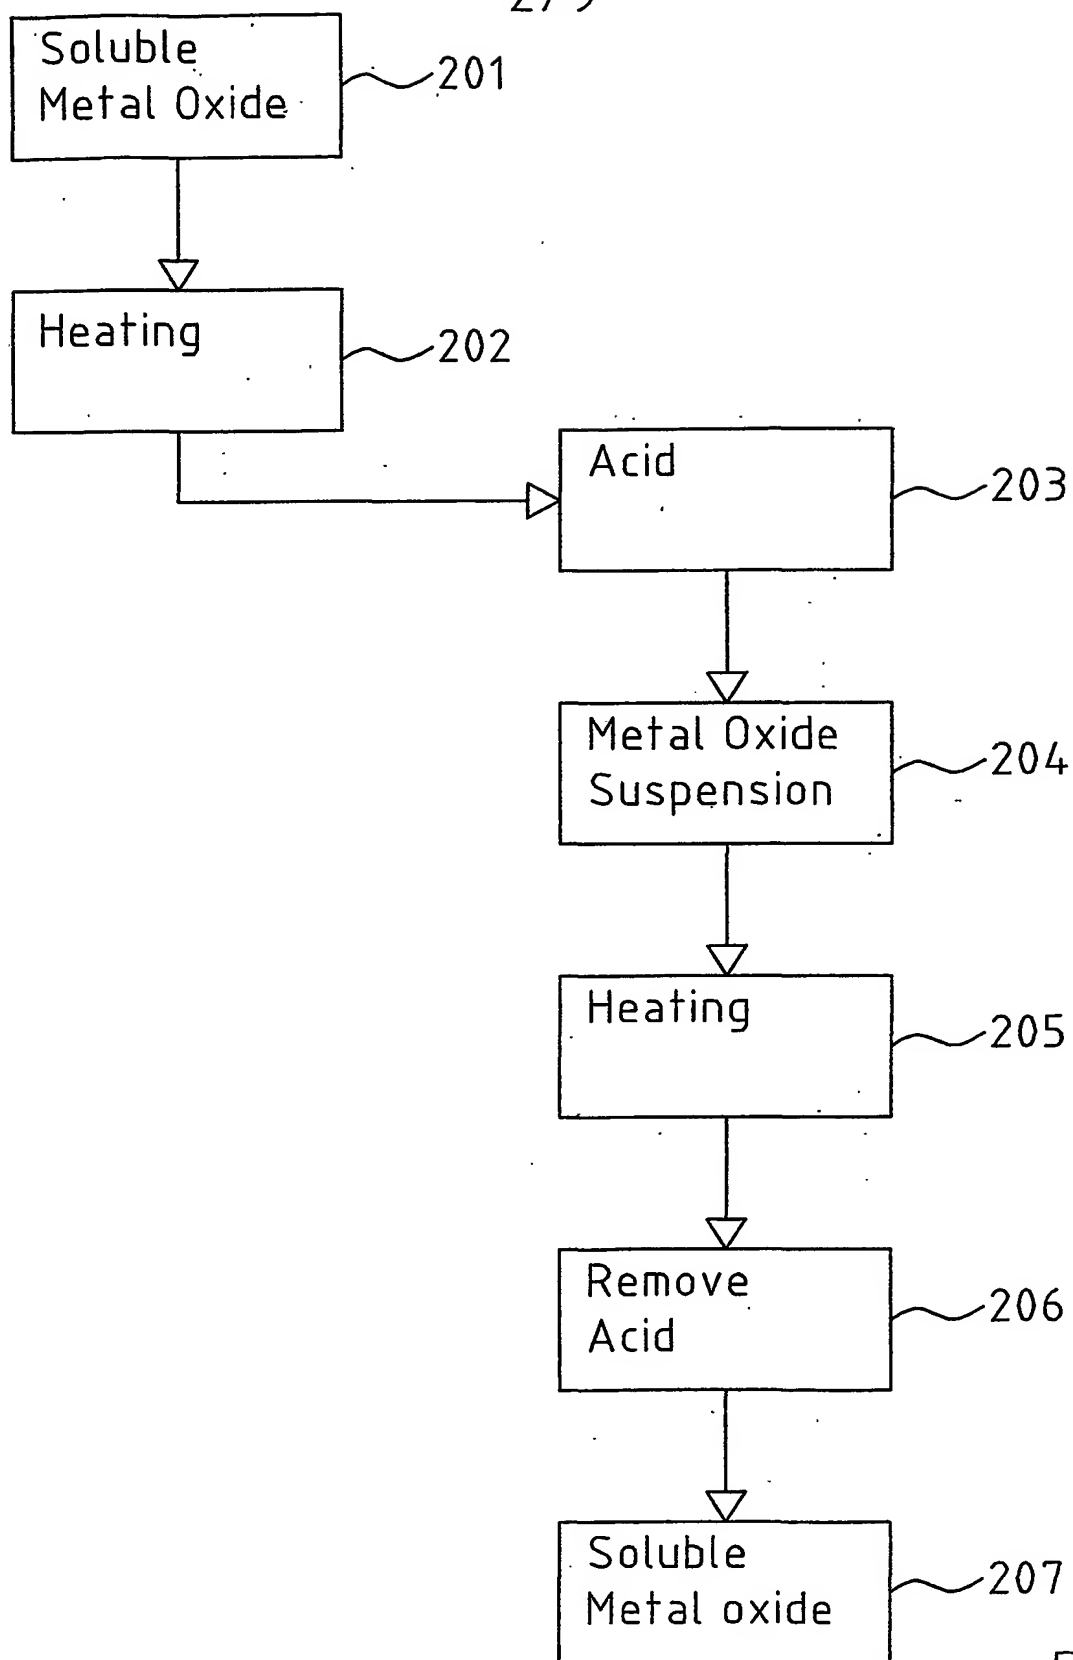 Soluble
Metal Oxide
201
Heating
202
Acid
203
Metal Oxide
Suspension
204
Heating
205
Remove
Acid
206
Soluble
Metal oxide
207